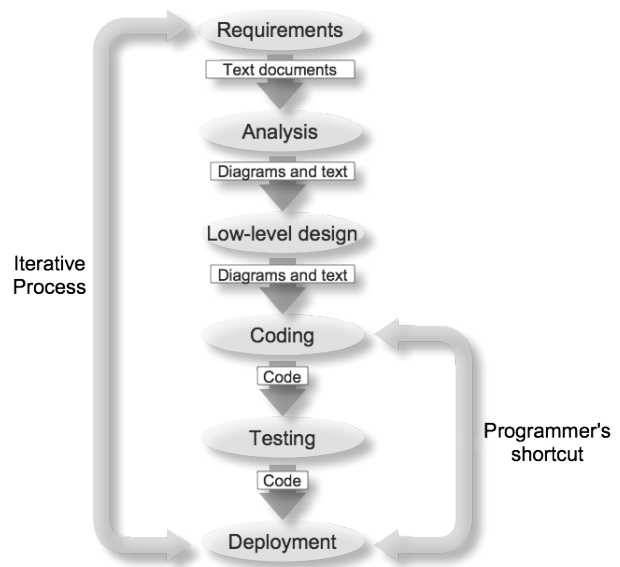 Requirements
Text documents
Analysis
Diagrams and text
Low-level design
Diagrams and text
Iterative
Process
Coding
Code
Testing
Programmer's
shortcut
Code
Deployment